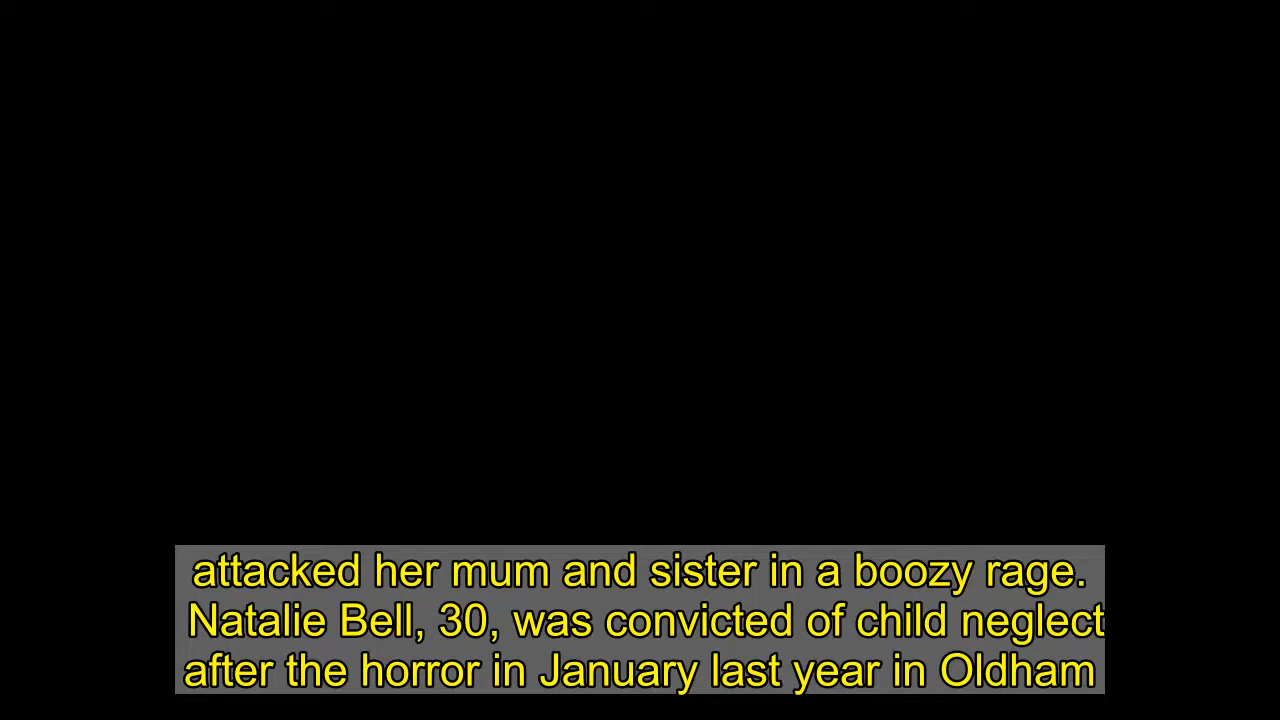 attacked her mum and sister in a boozy rage.
Natalie Bell, 30, was convicted of child neglect
after the horror in January last year in Oldham